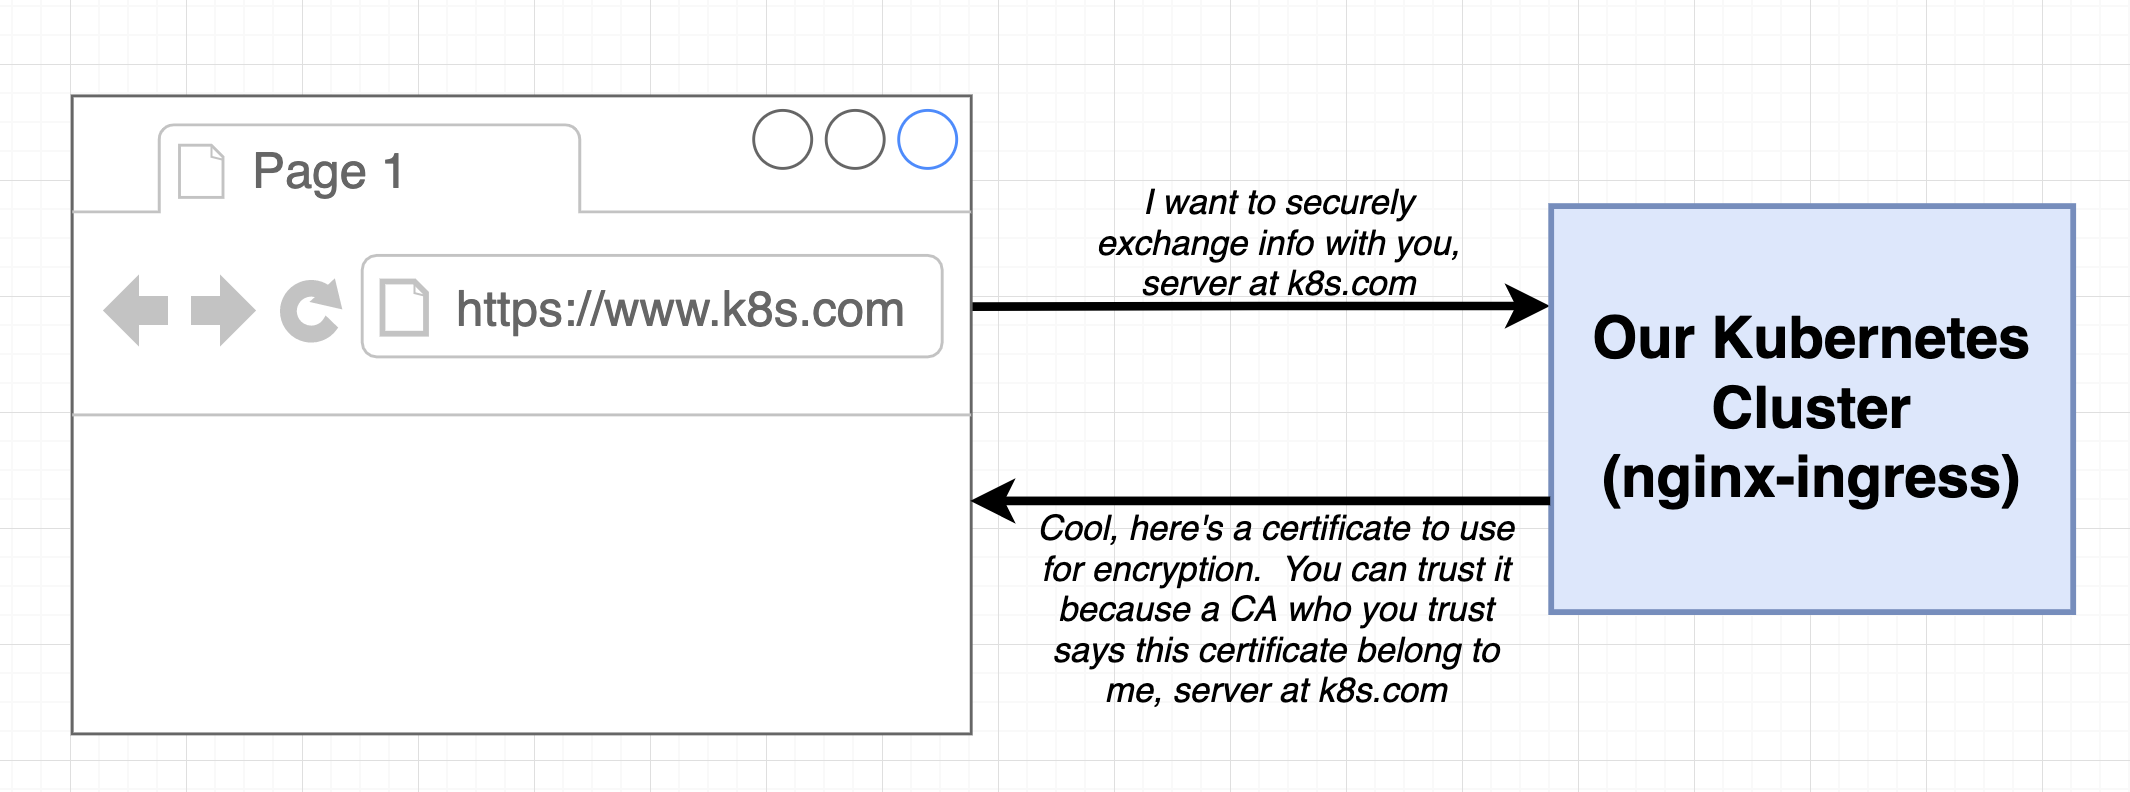 Page 1
https://www.k8s.com
I want to securely
exchange info with you,
server at k8s.com
Our Kubernetes
Cluster
(nginx-ingress)
Cool, here's a certificate to use
for encryption.  You can trust it
because a CA who you trust
says this certificate belong to
me, server at k8s.com